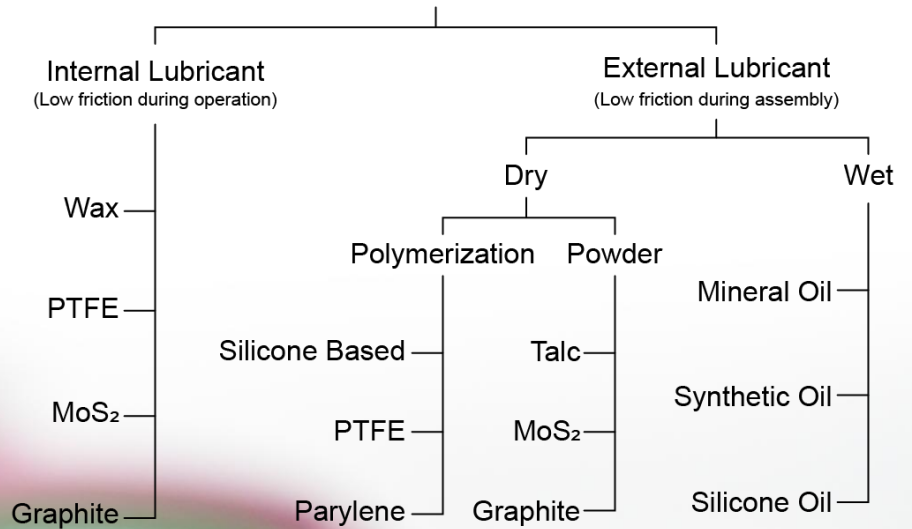 Internal Lubricant
(Low friction during operation)
Wax
PTFE
MoS₂
Graphite
External Lubricant
(Low friction during assembly)
Dry
Polymerization
Silicone Based
PTFE
Parylene
Powder
Talc
MoS₂
Graphite
Wet
Mineral Oil
Synthetic Oil
Silicone Oil